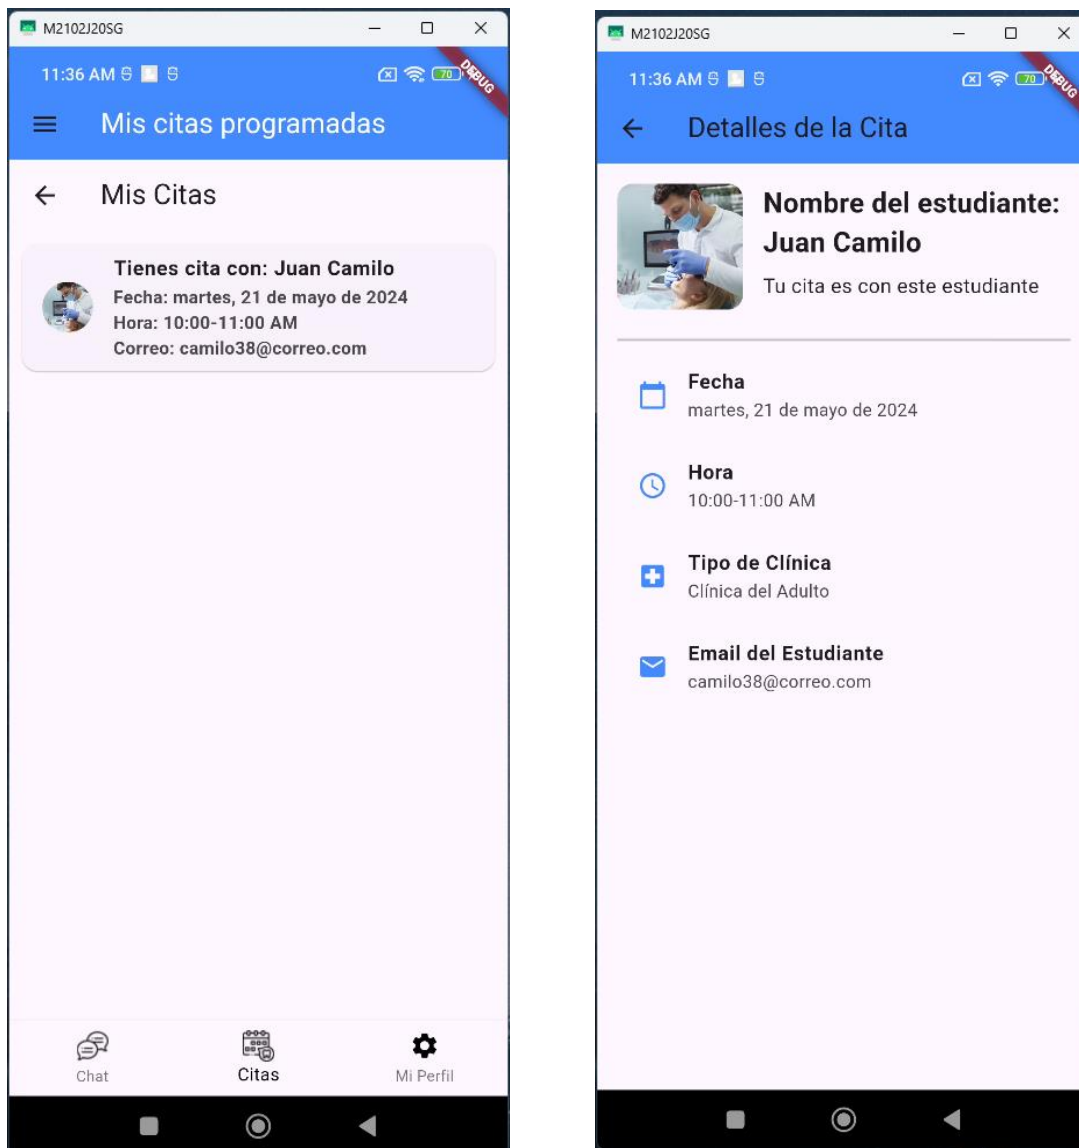 M2102J20SG
11:36 AM
70
DEBUG
Mis citas programadas
Mis Citas
Tienes cita con: Juan Camilo
Fecha: martes, 21 de mayo de 2024
Hora: 10:00-11:00 AM
Correo: camilo38@correo.com
Chat
Citas
Mi Perfil
M2102J20SG
11:36 AM
70
DEBUG
Detalles de la Cita
Nombre del estudiante:
Juan Camilo
Tu cita es con este estudiante
Fecha
martes, 21 de mayo de 2024
Hora
10:00-11:00 AM
Tipo de Clínica
Clínica del Adulto
Email del Estudiante
camilo38@correo.com